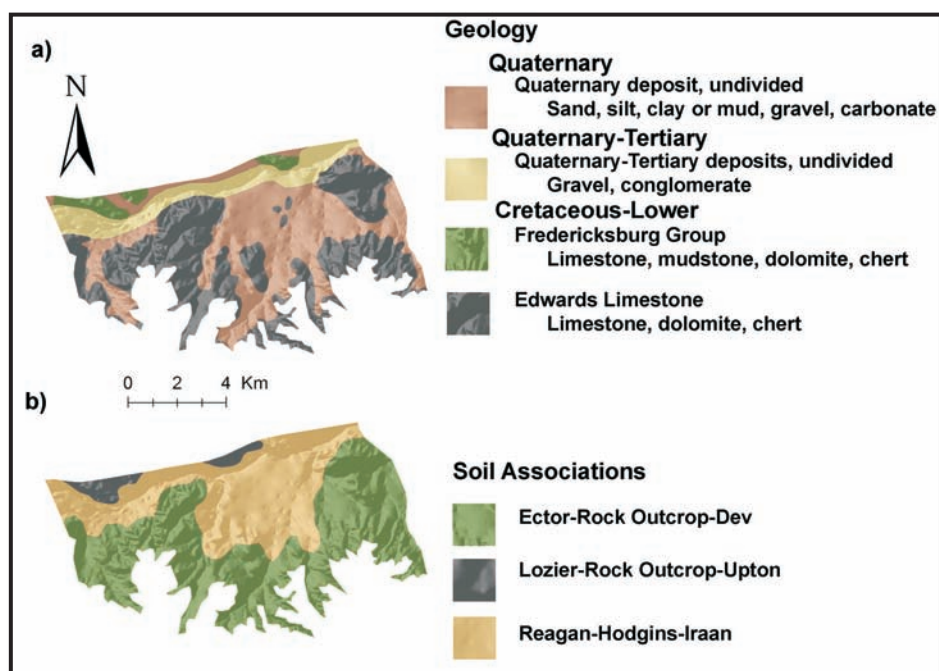 a)
N
Geology
Quaternary
Quaternary deposit, undivided
Sand, silt, clay or mud, gravel, carbonate
Quaternary-Tertiary
Quaternary-Tertiary deposits, undivided
Gravel, conglomerate
Cretaceous-Lower
Fredericksburg Group
Limestone, mudstone, dolomite, chert
Edwards Limestone
Limestone, dolomite, chert
0 2 4 Km
b)
Soil Associations
Ector-Rock Outcrop-Dev
Lozier-Rock Outcrop-Upton
Reagan-Hodgins-Iraan